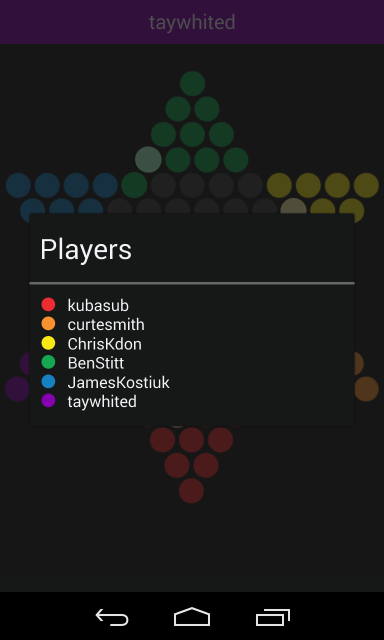 taywhited
Players
kubasub
curtesmith
ChrisKdon
BenStitt
JamesKostiuk
taywhited